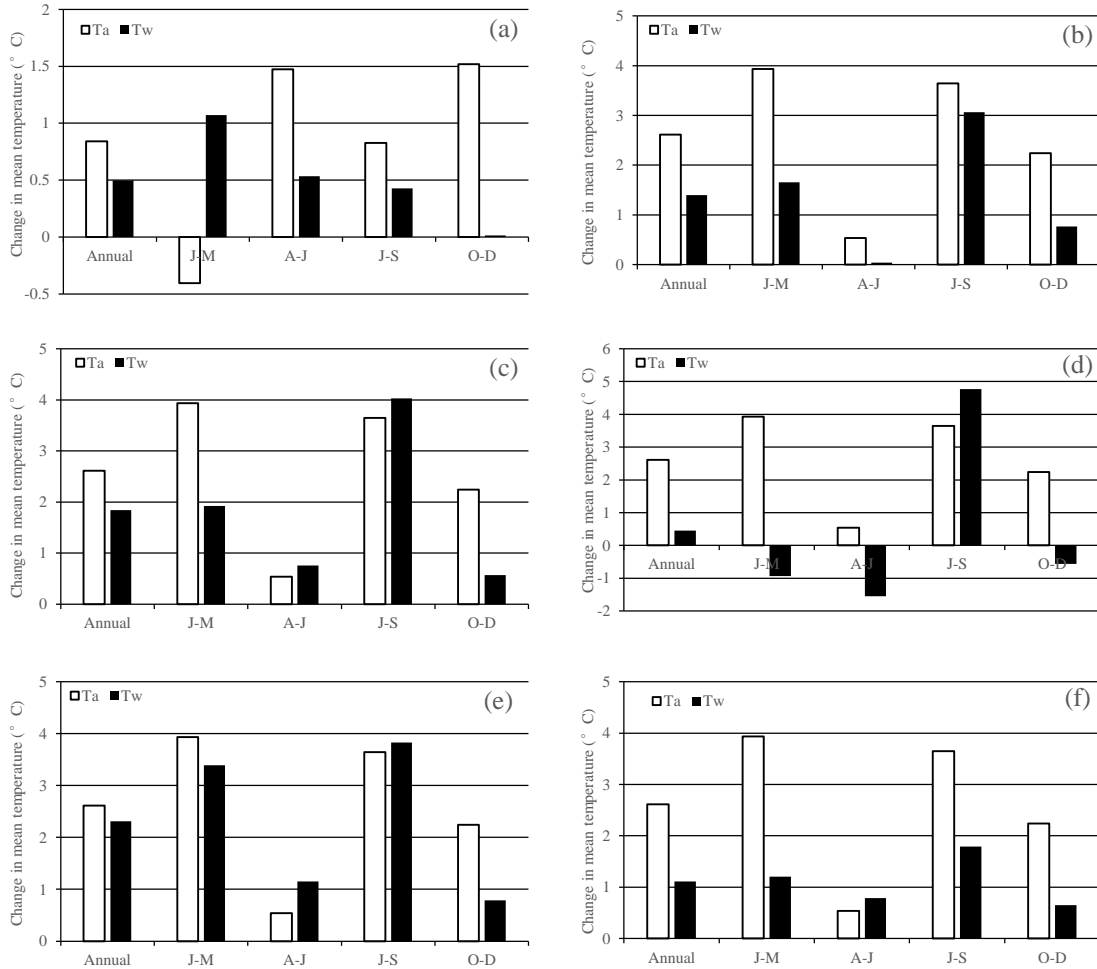 Change in mean temperature (° C)
2
1.5
1
0.5
0
-0.5
Ta Tw
(a)
Annual J-M A-J J-S O-D
Change in mean temperature (° C)
5
4
3
2
1
0
Ta Tw
(b)
Annual J-M A-J J-S O-D
Change in mean temperature (° C)
5
4
3
2
1
0
Ta Tw
(c)
Annual J-M A-J J-S O-D
Change in mean temperature (° C)
6
5
4
3
2
1
0
-1
-2
Ta Tw
(d)
Annual J-M A-J J-S O-D
Change in mean temperature (° C)
5
4
3
2
1
0
Ta Tw
(e)
Annual J-M A-J J-S O-D
Change in mean temperature (° C)
5
4
3
2
1
0
Ta Tw
(f)
Annual J-M A-J J-S O-D